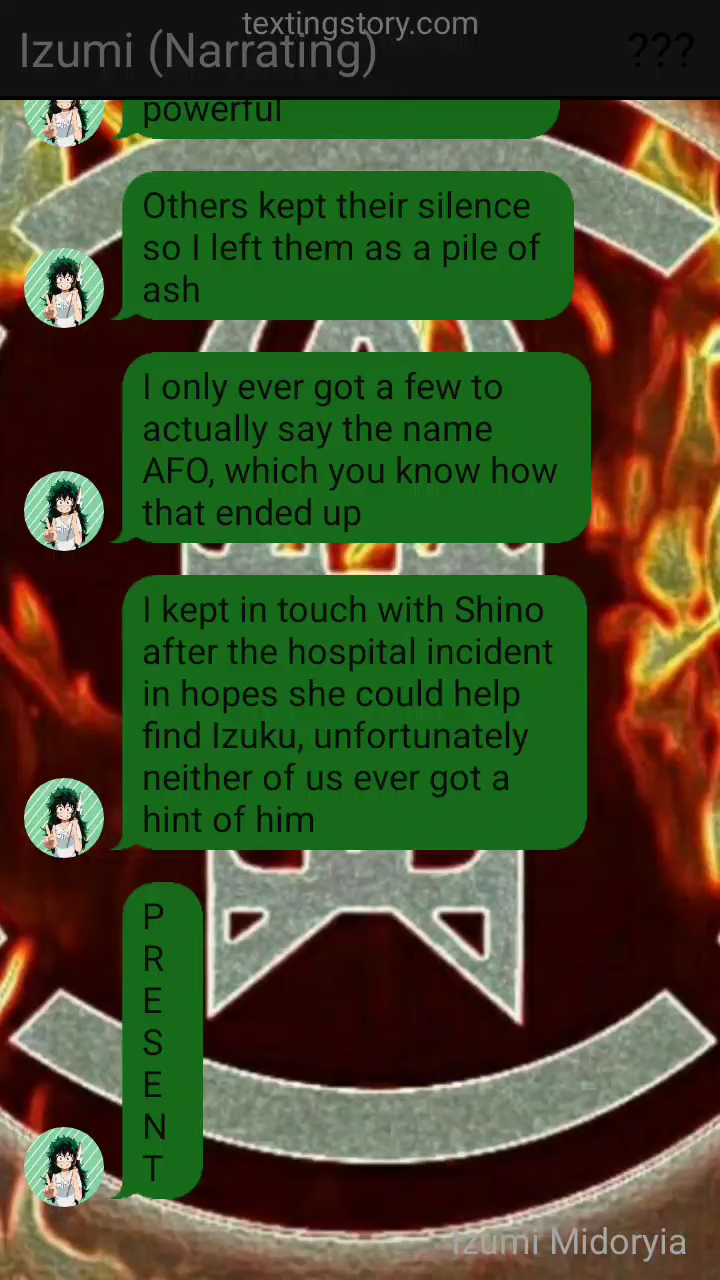 textingstory.com
Izumi (Narrating)
???
powerful
Others kept their silence
so I left them as a pile of
ash
I only ever got a few to
actually say the name
AFO, which you know how
that ended up
I kept in touch with Shino
after the hospital incident
in hopes she could help
find Izuku, unfortunately
neither of us ever got a
hint of him
P
R
E
S
E
N
T
Izumi Midoryia